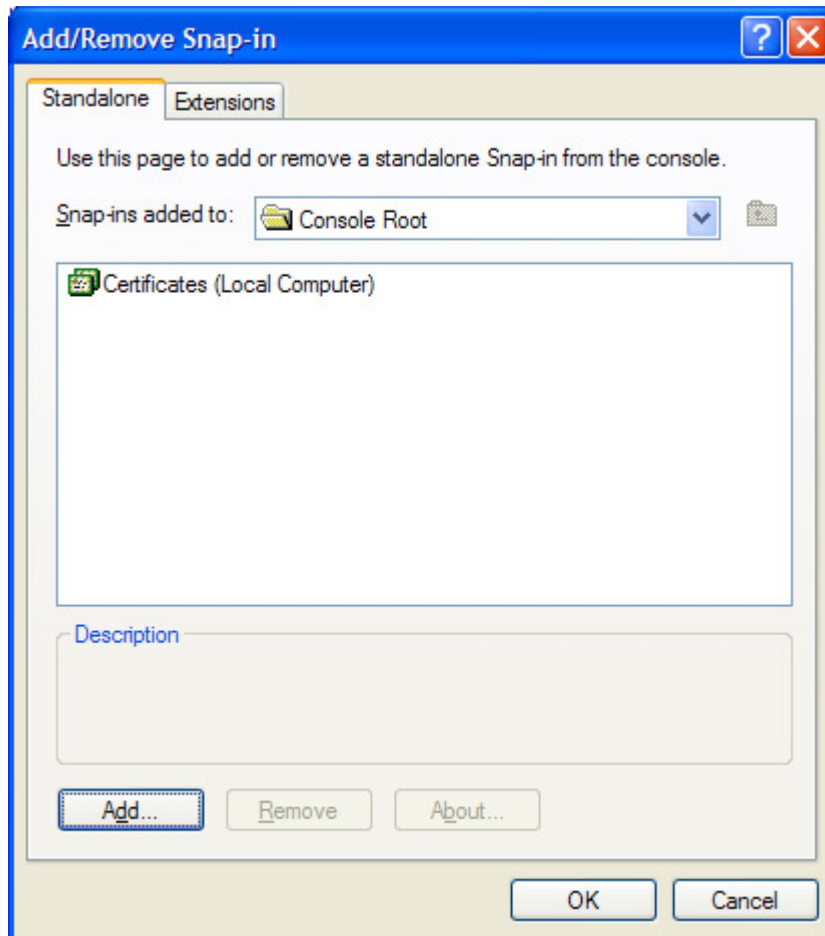 Add/Remove Snap-in
Standalone
Extensions
Use this page to add or remove a standalone Snap-in from the console.
Snap-ins added to:
Console Root
Certificates (Local Computer)
Description
Add...
Remove
About...
OK
Cancel